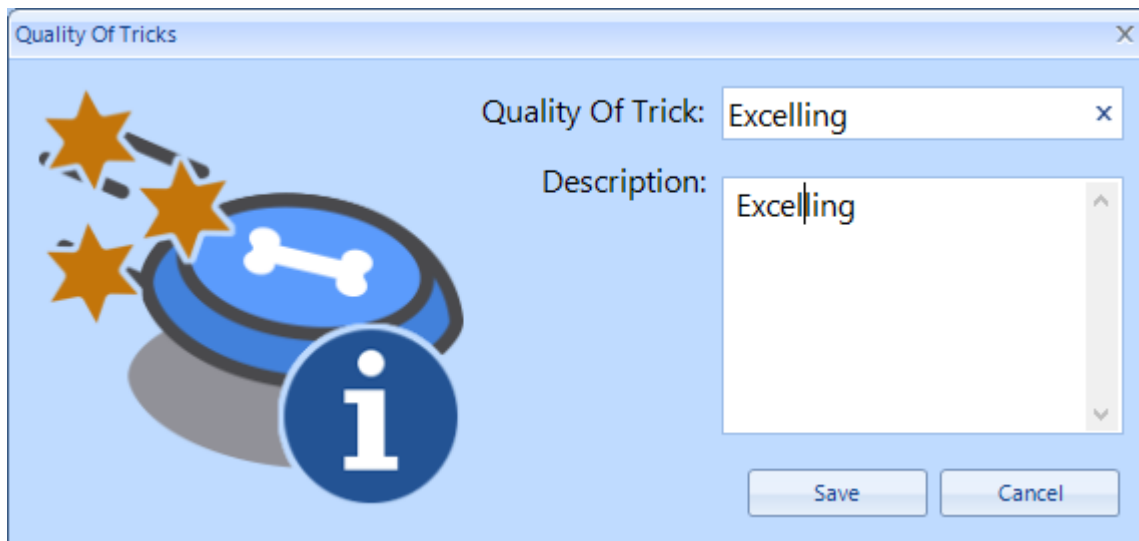 Quality Of Tricks
Quality Of Trick: Excelling
Description: Excelling
Save Cancel